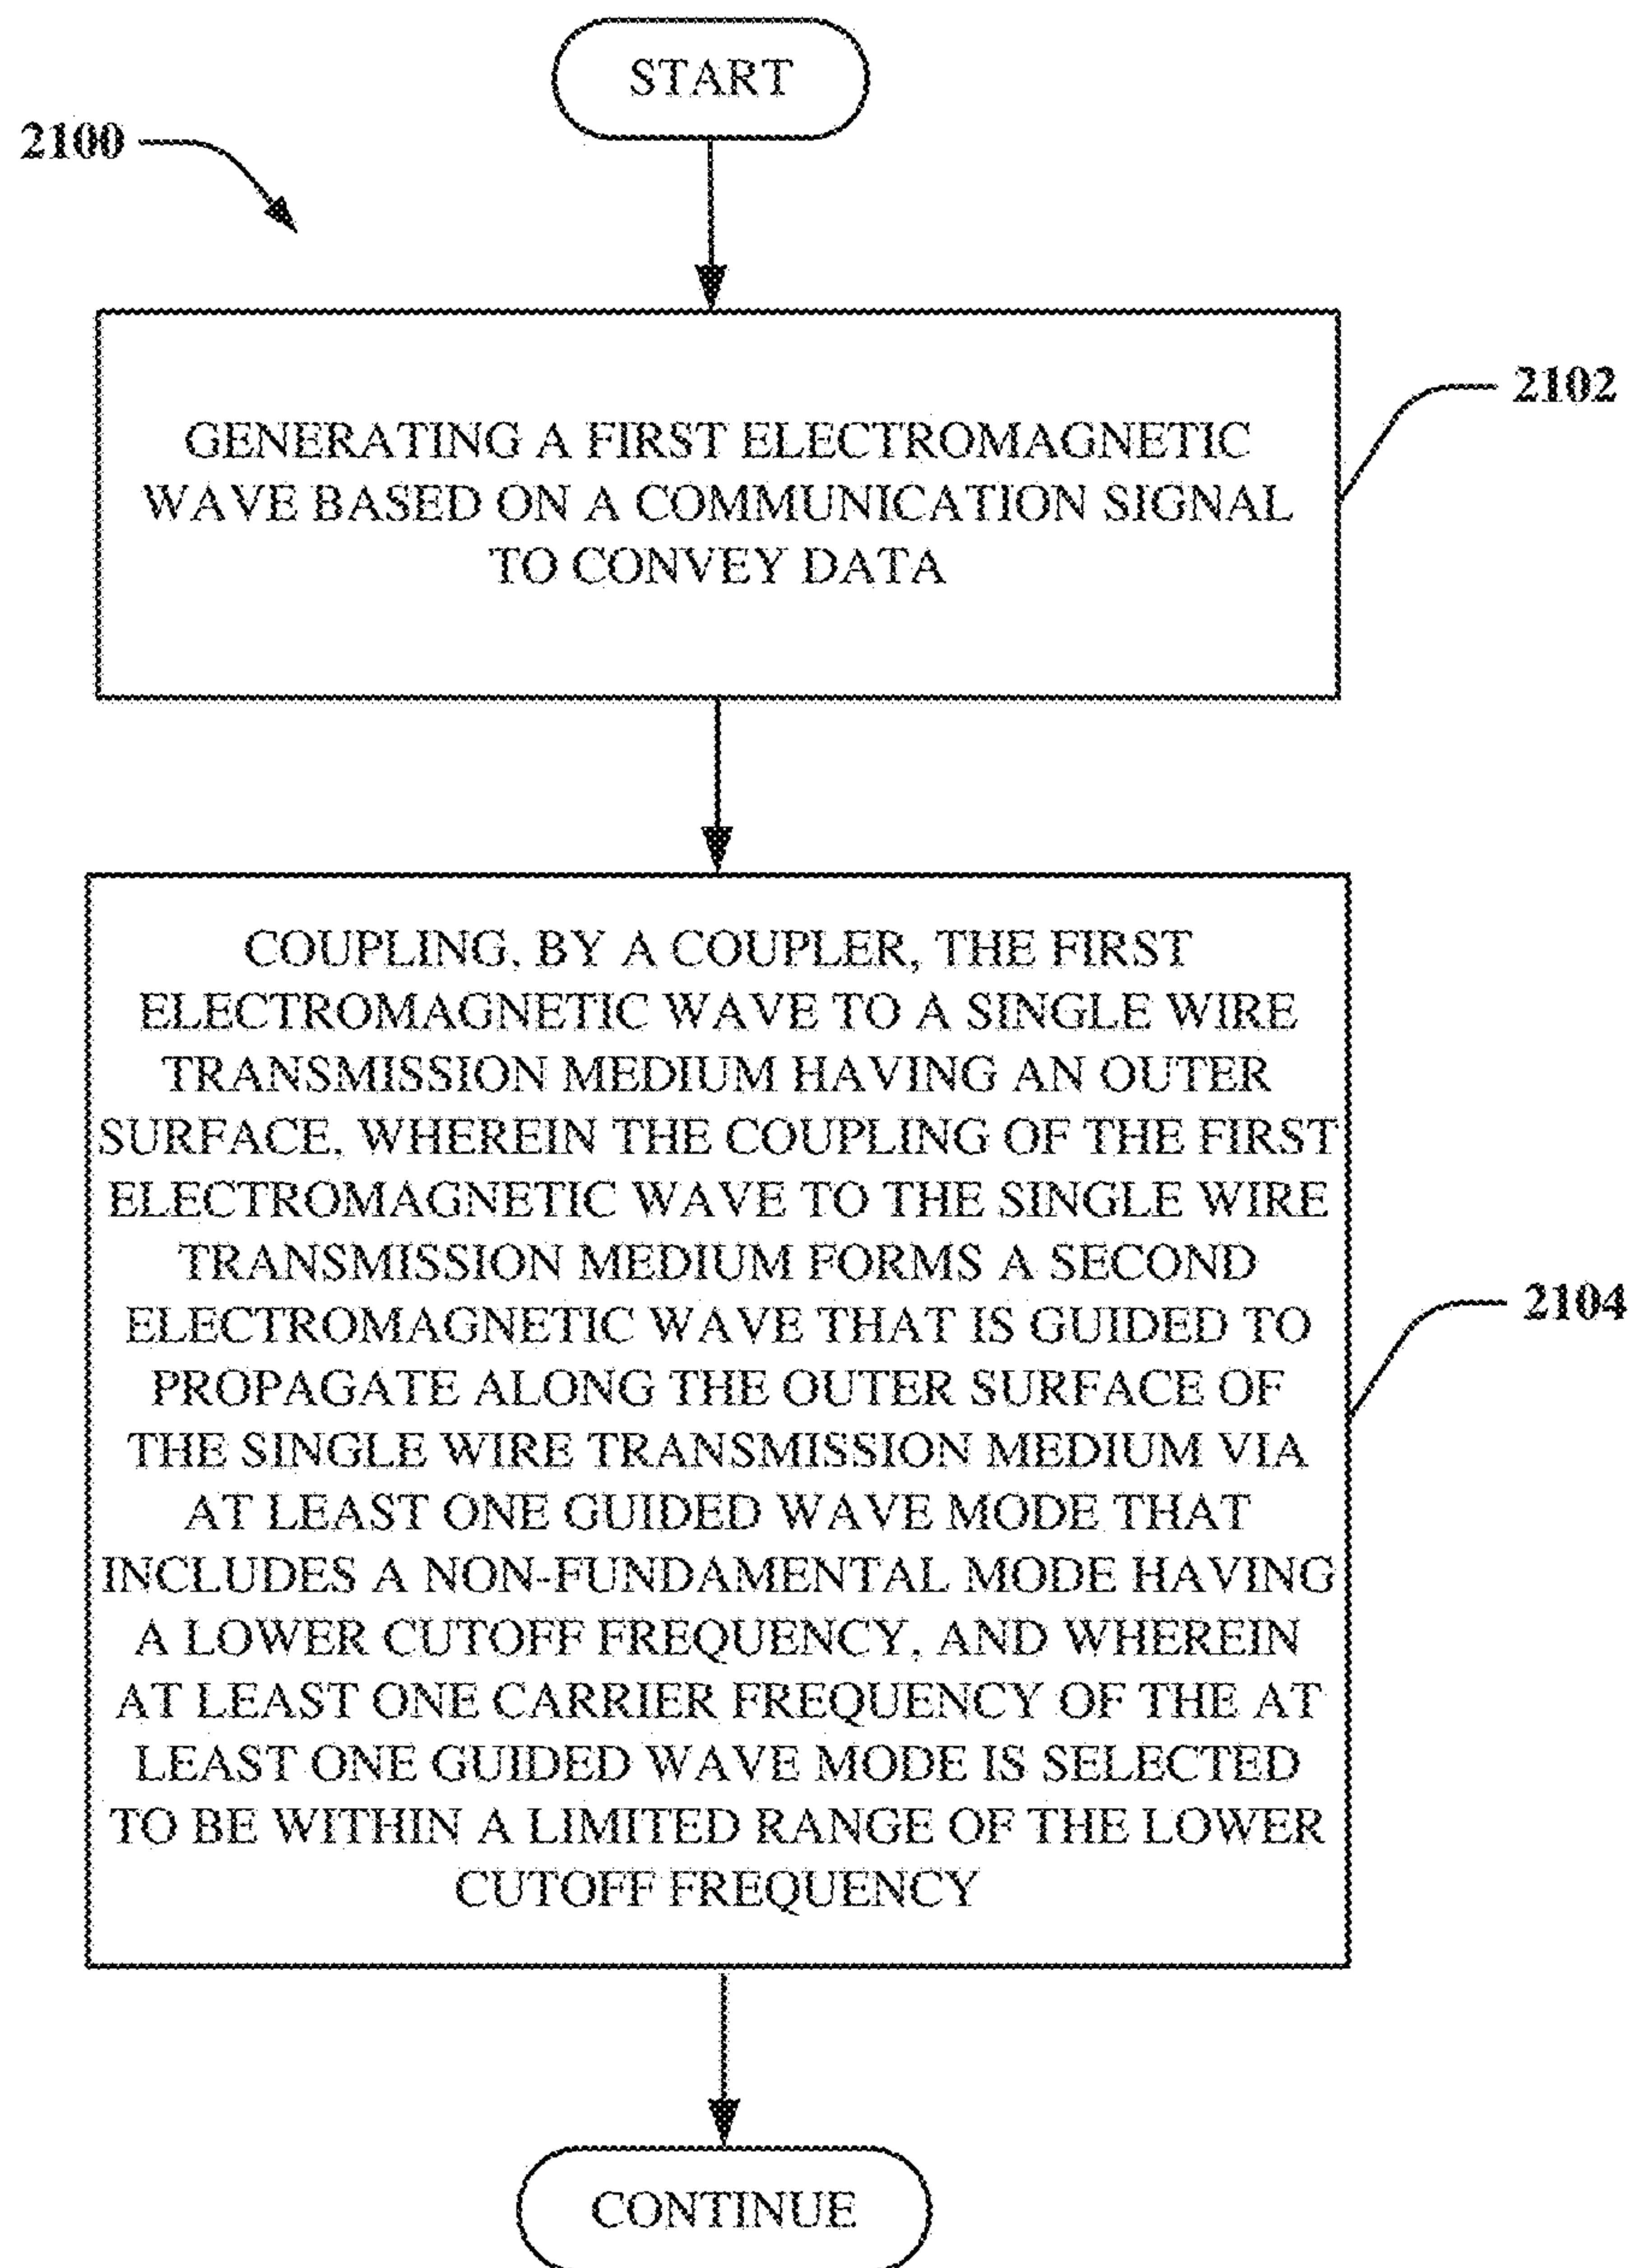 START
2100
2102
GENERATING A FIRST ELECTROMAGNETIC
WAVE BASED ON A COMMUNICATION SIGNAL
TO CONVEY DATA
COUPLING, BY A COUPLER, THE FIRST
ELECTROMAGNETIC WAVE TO A SINGLE WIRE
TRANSMISSION MEDIUM HAVING AN OUTER
SURFACE, WHEREIN THE COUPLING OF THE FIRST
ELECTROMAGNETIC WAVE TO THE SINGLE WIRE
TRANSMISSION MEDIUM FORMS A SECOND
ELECTROMAGNETIC WAVE THAT IS GUIDED TO
PROPAGATE ALONG THE OUTER SURFACE OF
THE SINGLE WIRE TRANSMISSION MEDIUM VIA
AT LEAST ONE GUIDED WAVE MODE THAT
INCLUDES A NON-FUNDAMENTAL MODE HAVING
A LOWER CUTOFF FREQUENCY, AND WHEREIN
AT LEAST ONE CARRIER FREQUENCY OF THE AT
LEAST ONE GUIDED WAVE MODE IS SELECTED
TO BE WITHIN A LIMITED RANGE OF THE LOWER
CUTOFF FREQUENCY
2104
CONTINUE